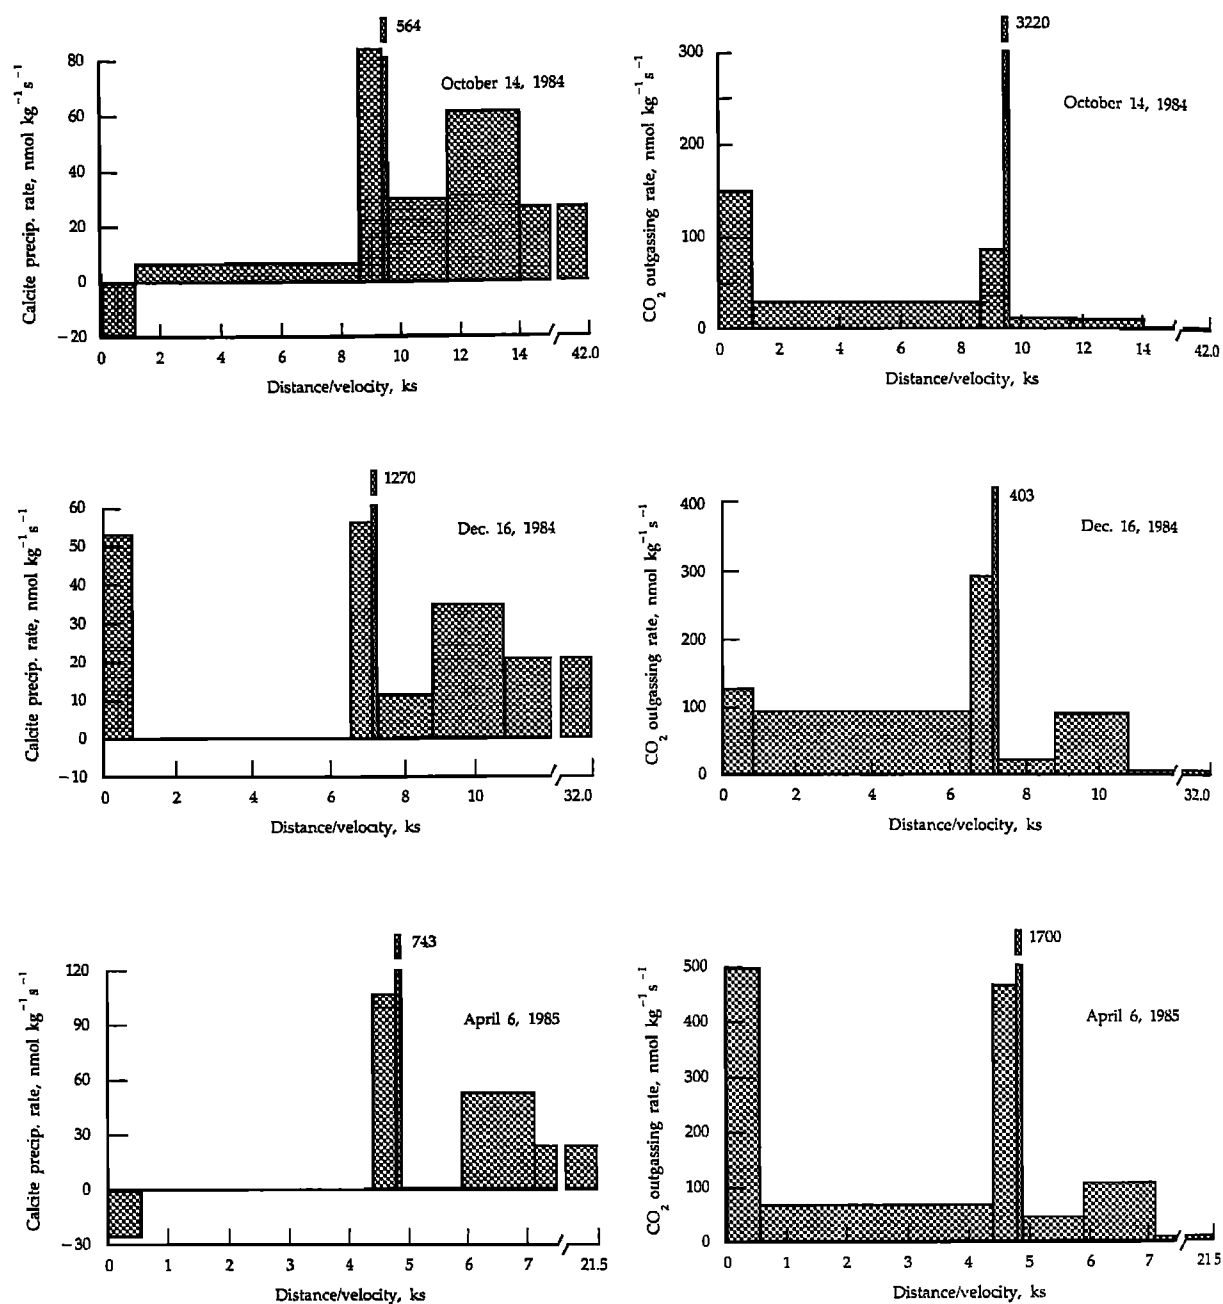 564
Calcite precip. rate, nmol kg⁻¹ s⁻¹
80
60
40
20
0
−20
October 14, 1984
0 2 4 6 8 10 12 14 42.0
Distance/velocity, ks
3220
CO₂ outgassing rate, nmol kg⁻¹ s⁻¹
300
200
100
0
October 14, 1984
0 2 4 6 8 10 12 14 42.0
Distance/velocity, ks
1270
Calcite precip. rate, nmol kg⁻¹ s⁻¹
60
50
40
30
20
10
0
−10
Dec. 16, 1984
0 2 4 6 8 10 32.0
Distance/velocity, ks
403
CO₂ outgassing rate, nmol kg⁻¹ s⁻¹
400
300
200
100
0
Dec. 16, 1984
0 2 4 6 8 10 32.0
Distance/velocity, ks
743
Calcite precip. rate, nmol kg⁻¹ s⁻¹
120
90
60
30
0
−30
April 6, 1985
0 1 2 3 4 5 6 7 21.5
Distance/velocity, ks
1700
CO₂ outgassing rate, nmol kg⁻¹ s⁻¹
500
400
300
200
100
0
April 6, 1985
0 1 2 3 4 5 6 7 21.5
Distance/velocity, ks